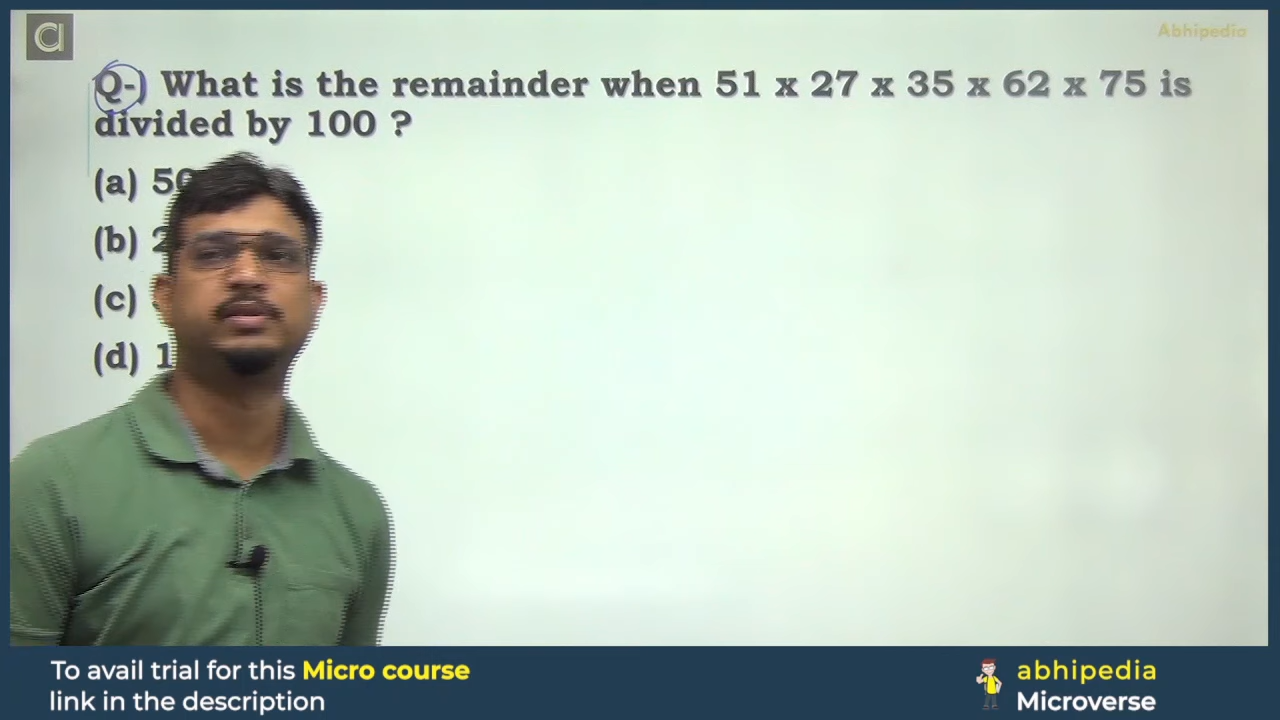 Abhipedia
Q-) What is the remainder when 51 x 27 x 35 x 62 x 75 is
divided by 100 ?
(a)
(b)
(c)
(d)
To avail trial for this Micro course
link in the description
abhipedia
Microverse